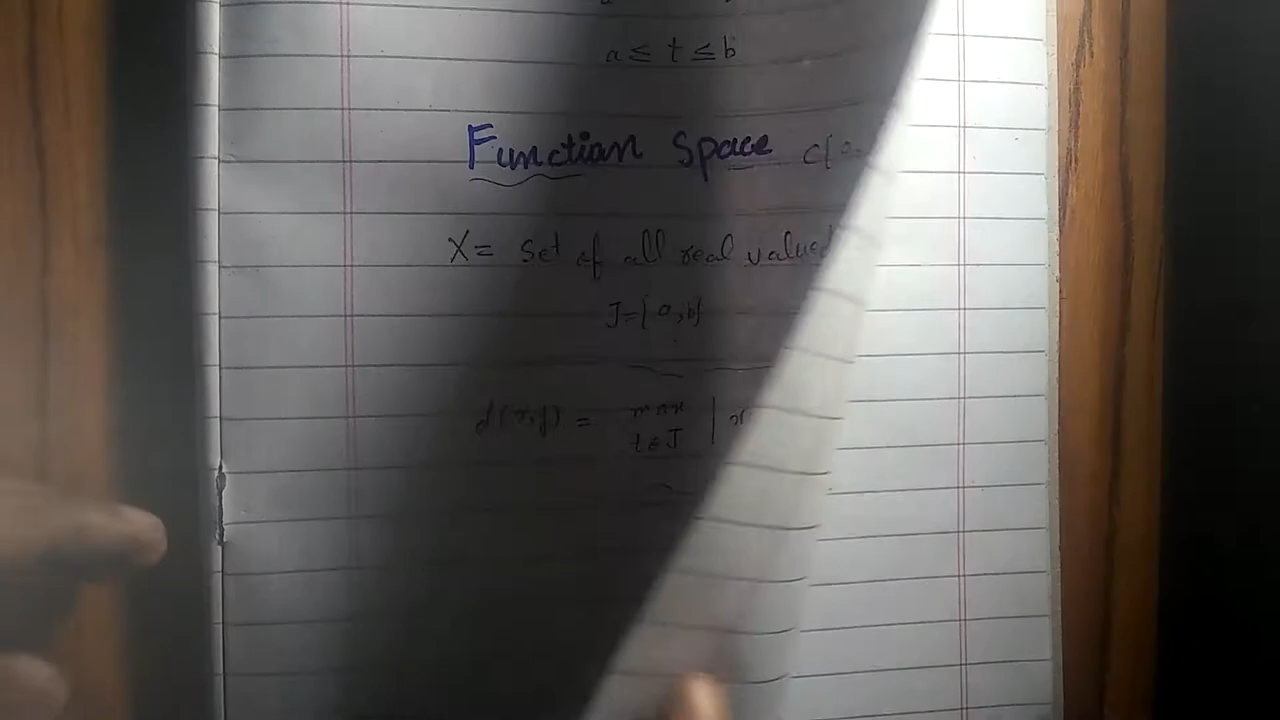 a ≤ t ≤ b
Function Space C[a,
X = Set of all real valued
J = [a, b]
d(x,y) = max | x
t∈J